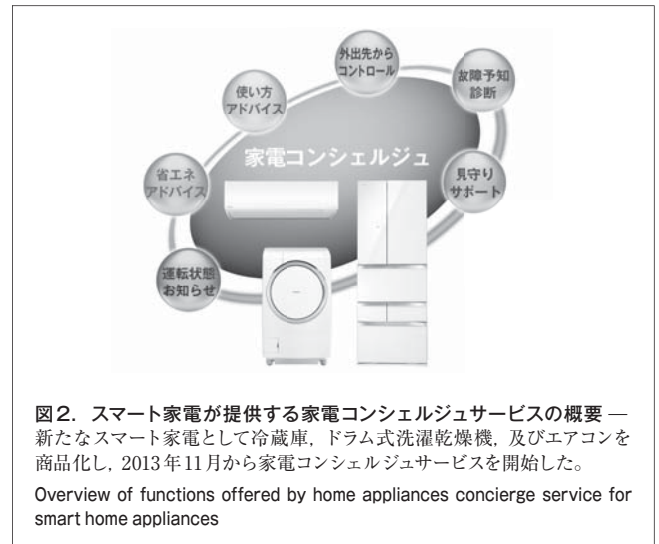 外出先から
コントロール
故障予知
診断
使い方
アドバイス
家電コンシェルジュ
省エネ
アドバイス
見守り
サポート
運転状態
お知らせ
図2. スマート家電が提供する家電コンシェルジュサービスの概要 —
新たなスマート家電として冷蔵庫，ドラム式洗濯乾燥機，及びエアコンを
商品化し，2013年11月から家電コンシェルジュサービスを開始した。
Overview of functions offered by home appliances concierge service for
smart home appliances